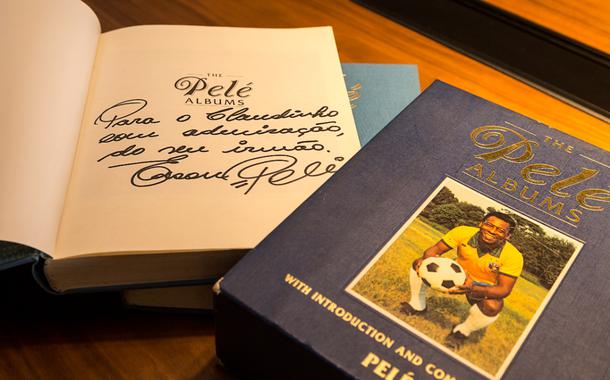 THE
Pelé
ALBUMS
Para o Claudinho
com admiração,
do seu irmão.
Edson Pelé
THE
Pelé
ALBUMS
WITH INTRODUCTION AND
PELÉ